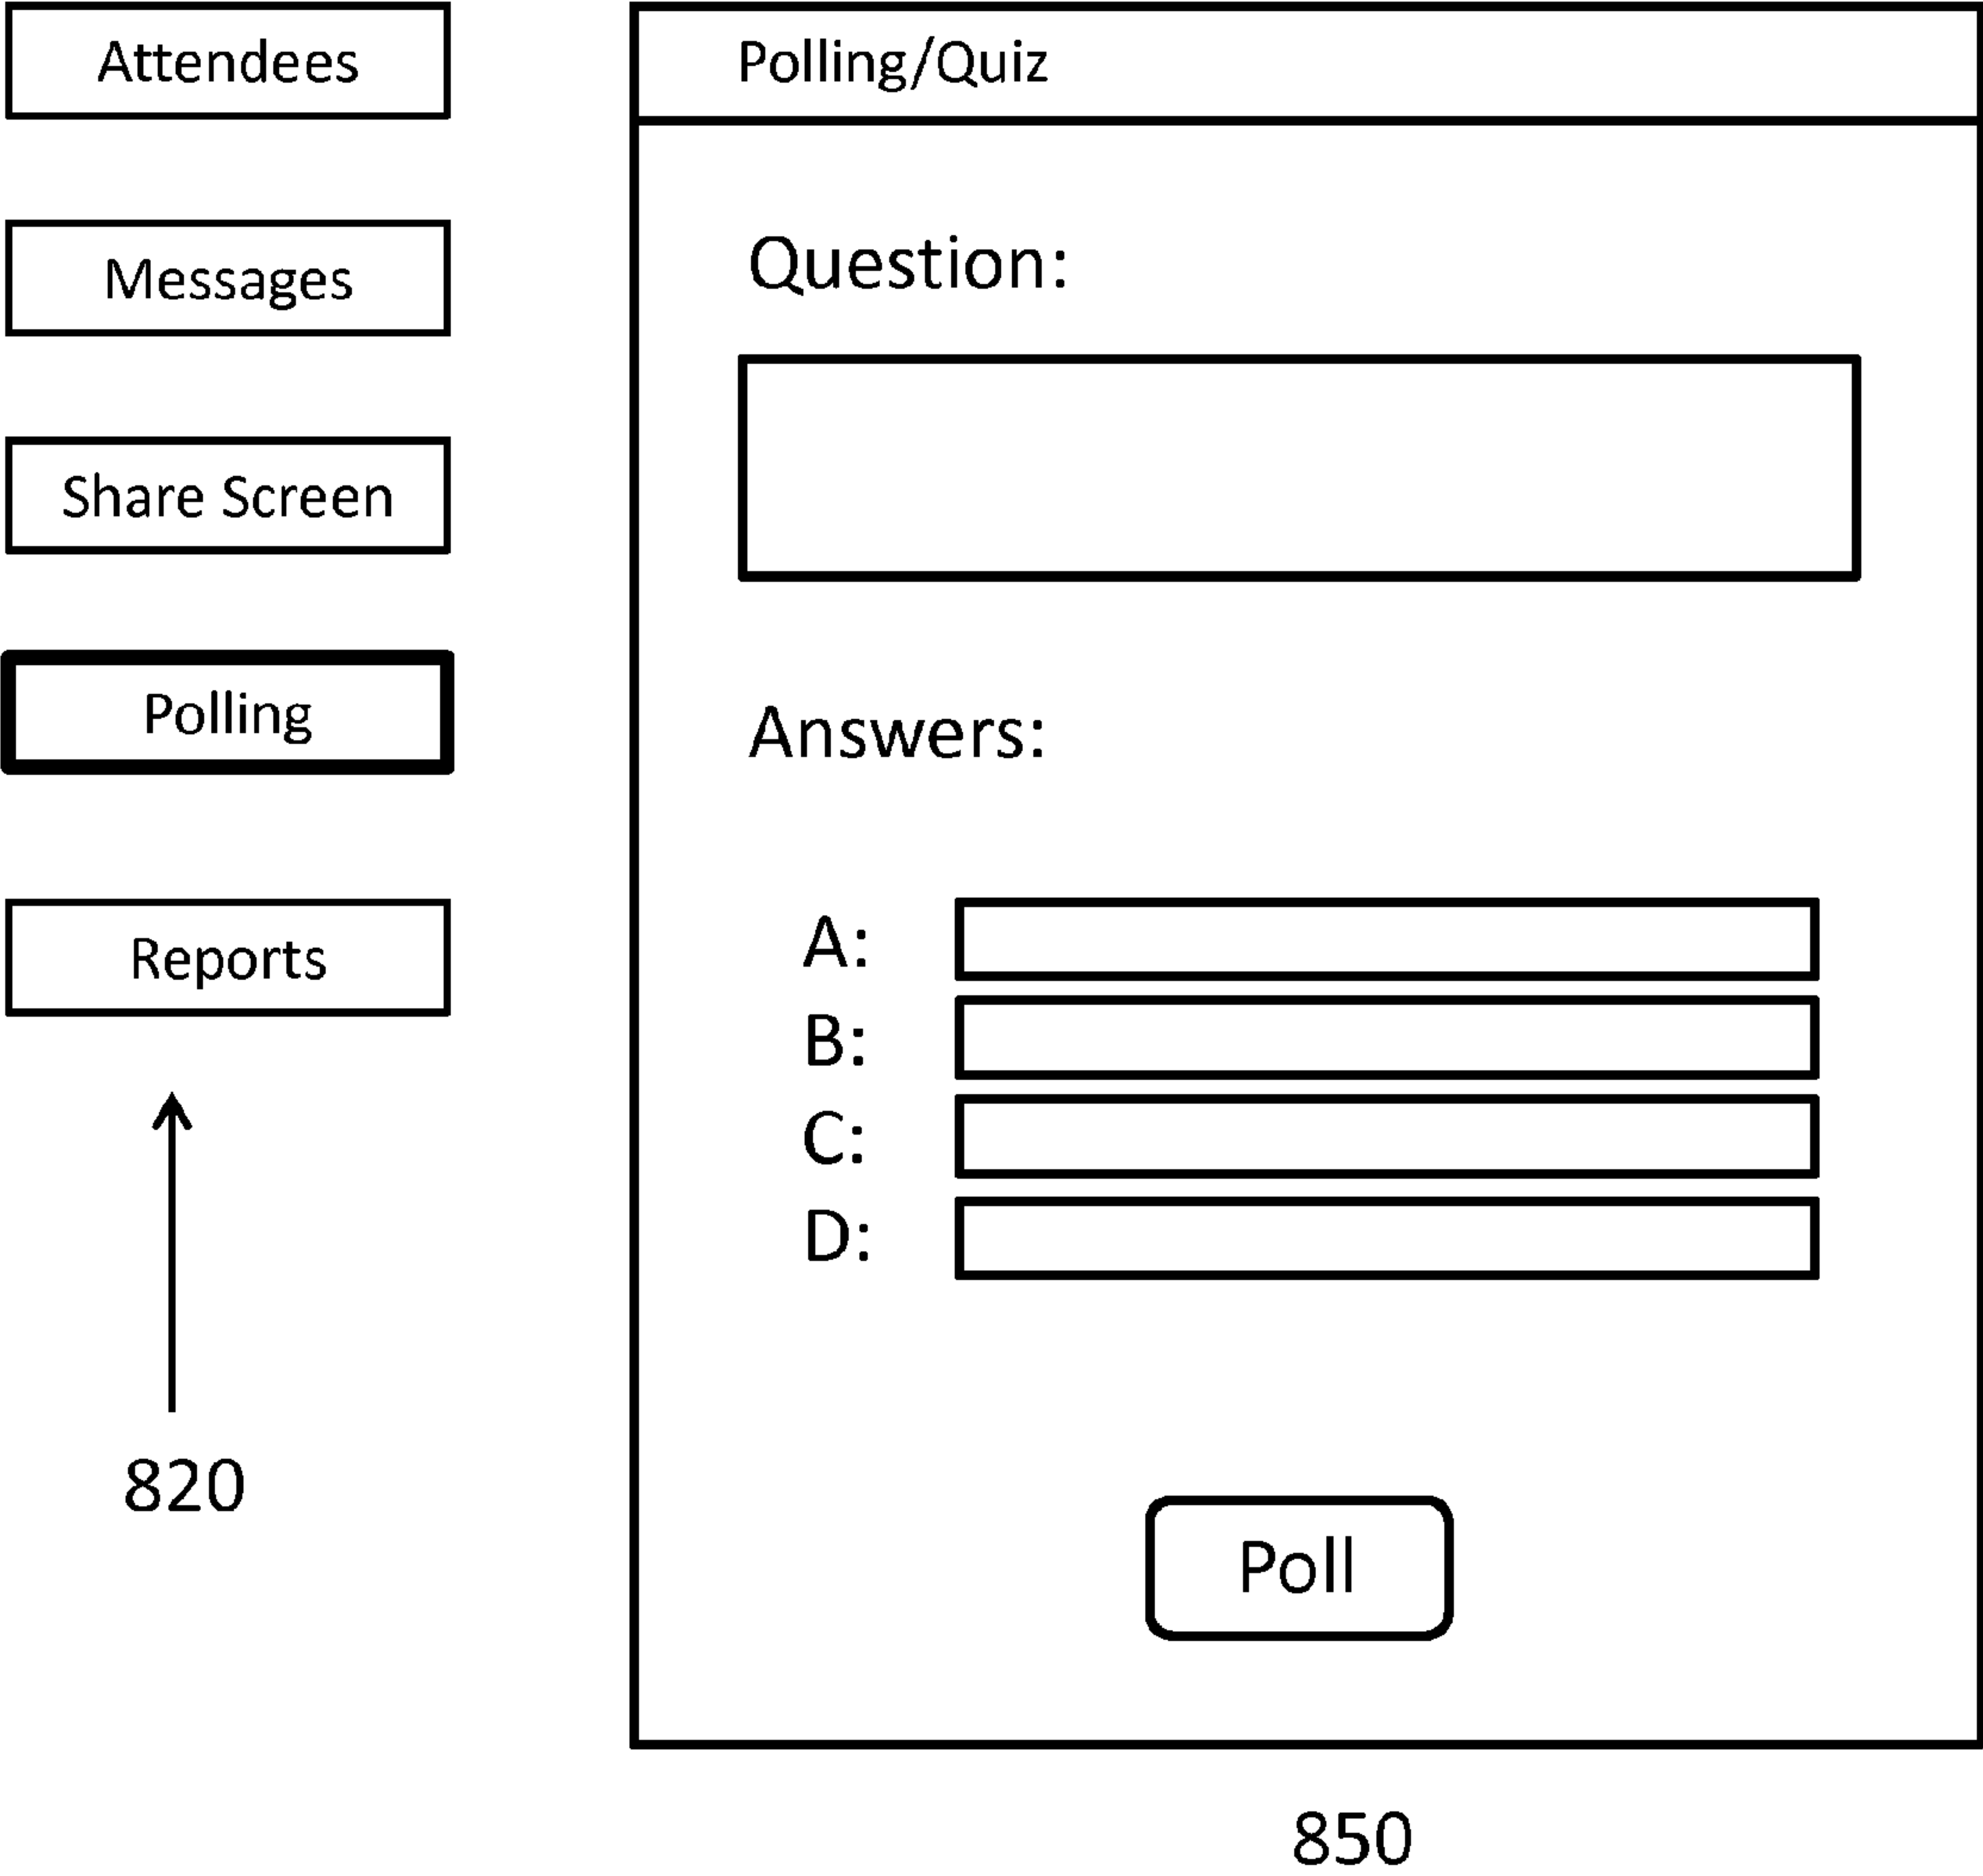 Attendees
Messages
Share Screen
Polling
Reports
820
Polling/Quiz
Question:
Answers:
A:
B:
C:
D:
Poll
850